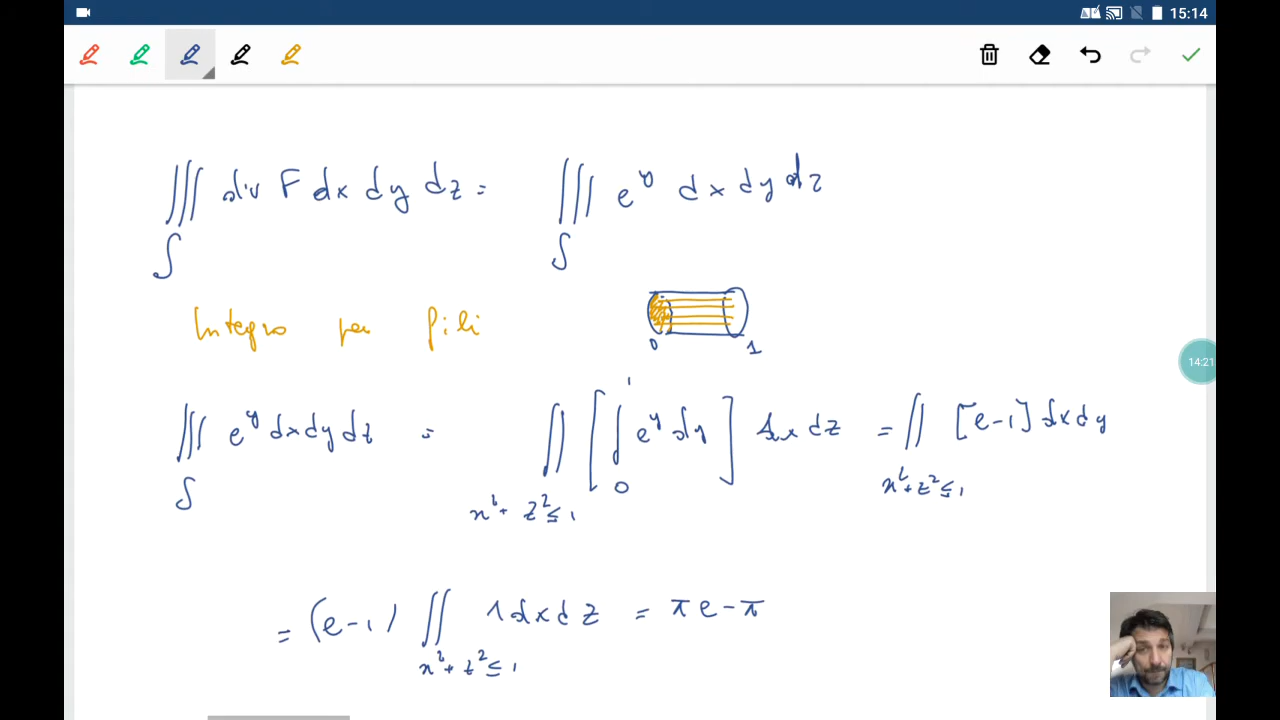 15:14
∭_S div F dx dy dz = ∭_S e^y dx dy dz
Integro per fili
0 1
14:21
∭_S e^y dx dy dz = ∬_{x²+z²≤1} [∫_0^1 e^y dy] dx dz = ∬_{x²+z²≤1} [e-1] dx dy
= (e-1) ∬_{x²+z²≤1} 1 dx dz = π e - π